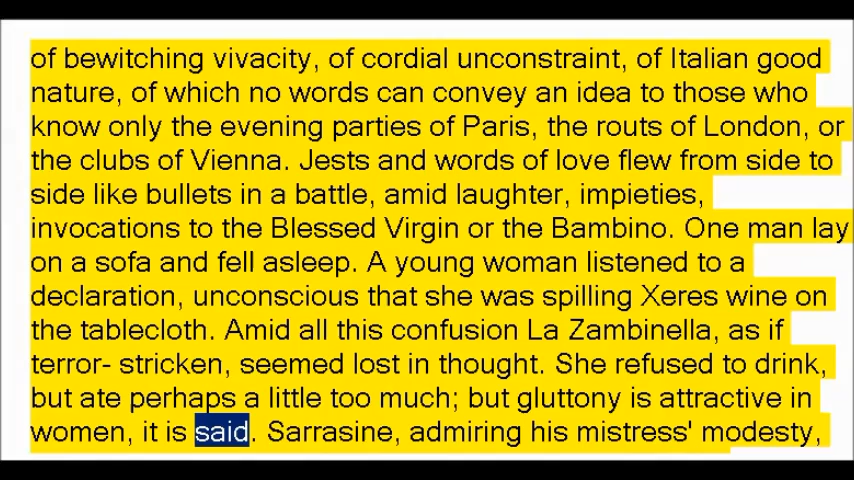 of bewitching vivacity, of cordial unconstraint, of Italian good
nature, of which no words can convey an idea to those who
know only the evening parties of Paris, the routs of London, or
the clubs of Vienna. Jests and words of love flew from side to
side like bullets in a battle, amid laughter, impieties,
invocations to the Blessed Virgin or the Bambino. One man lay
on a sofa and fell asleep. A young woman listened to a
declaration, unconscious that she was spilling Xeres wine on
the tablecloth. Amid all this confusion La Zambinella, as if
terror- stricken, seemed lost in thought. She refused to drink,
but ate perhaps a little too much; but gluttony is attractive in
women, it is said. Sarrasine, admiring his mistress' modesty,